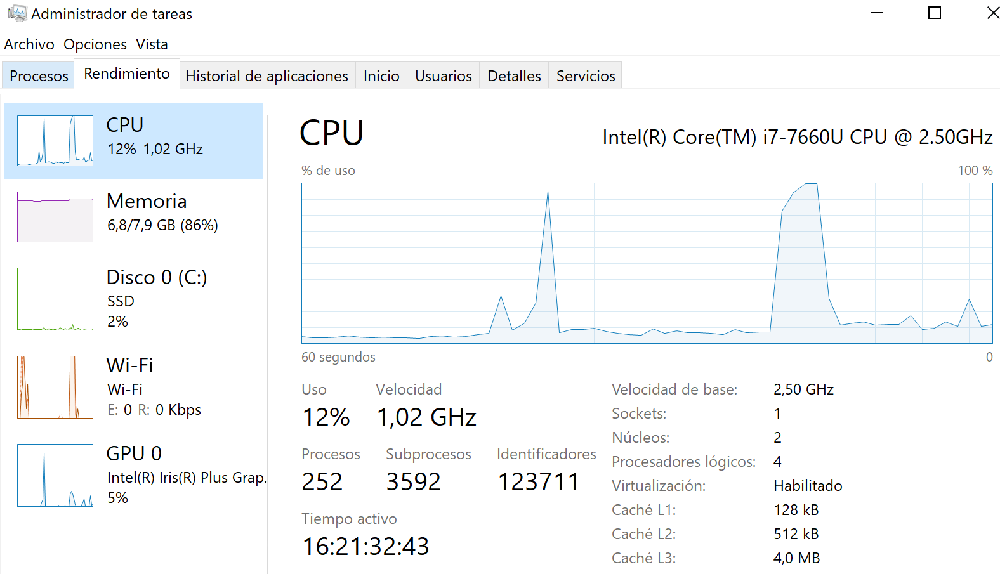 Administrador de tareas
Archivo Opciones Vista
Procesos Rendimiento Historial de aplicaciones Inicio Usuarios Detalles Servicios
CPU
12% 1,02 GHz
Memoria
6,8/7,9 GB (86%)
Disco 0 (C:)
SSD
2%
Wi-Fi
Wi-Fi
E: 0 R: 0 Kbps
GPU 0
Intel(R) Iris(R) Plus Grap.
5%
CPU
Intel(R) Core(TM) i7-7660U CPU @ 2.50GHz
% de uso 100 %
60 segundos 0
Uso Velocidad
12% 1,02 GHz
Procesos Subprocesos Identificadores
252 3592 123711
Tiempo activo
16:21:32:43
Velocidad de base: 2,50 GHz
Sockets: 1
Núcleos: 2
Procesadores lógicos: 4
Virtualización: Habilitado
Caché L1: 128 kB
Caché L2: 512 kB
Caché L3: 4,0 MB